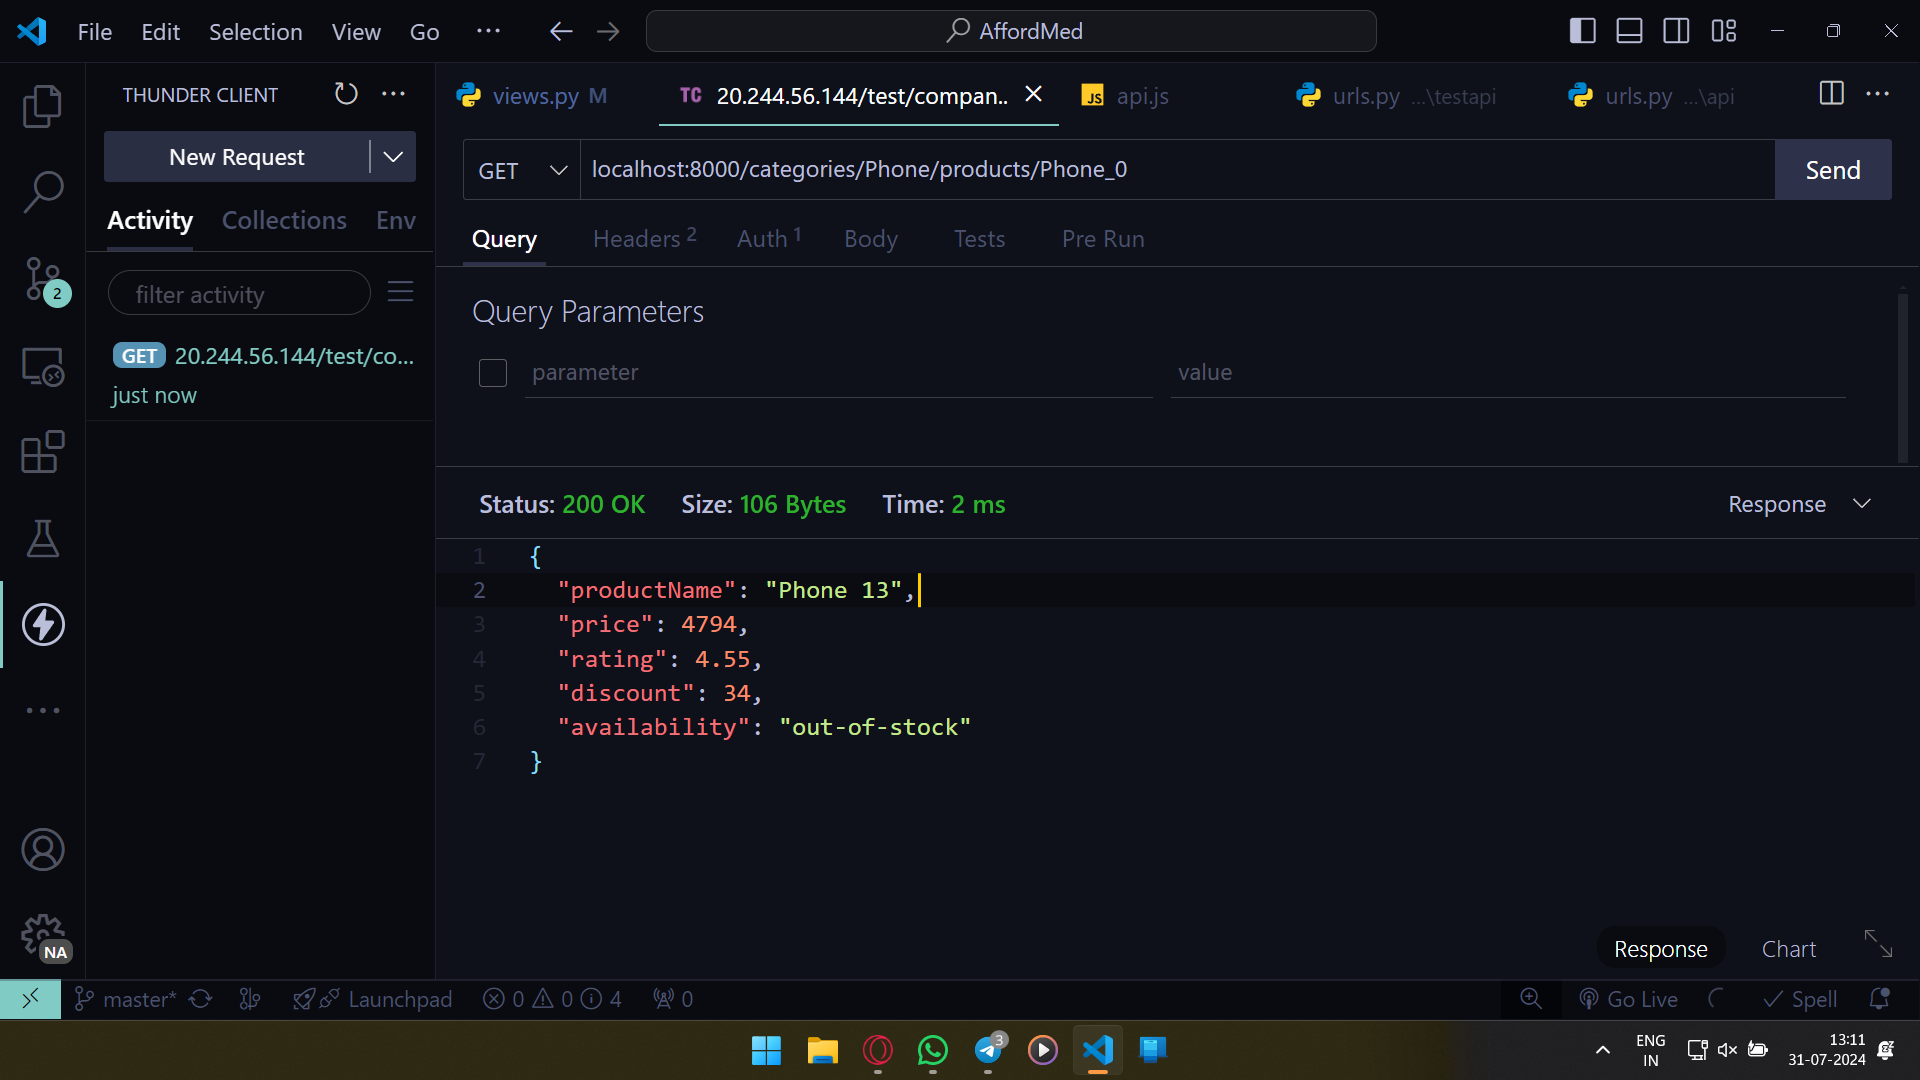 File Edit Selection View Go ... AffordMed
THUNDER CLIENT ...
views.py M TC 20.244.56.144/test/compan.. JS api.js urls.py ...\testapi urls.py ...\api ...
New Request
GET localhost:8000/categories/Phone/products/Phone_0 Send
Activity Collections Env
Query Headers 2 Auth 1 Body Tests Pre Run
2
filter activity
Query Parameters
GET 20.244.56.144/test/co...
just now
parameter value
Status: 200 OK Size: 106 Bytes Time: 2 ms Response
1 {
2 "productName": "Phone 13",
3 "price": 4794,
4 "rating": 4.55,
5 "discount": 34,
6 "availability": "out-of-stock"
7 }
NA
Response Chart
master* Launchpad 0 0 4 0 Go Live Spell
3
ENG
IN
13:11
31-07-2024